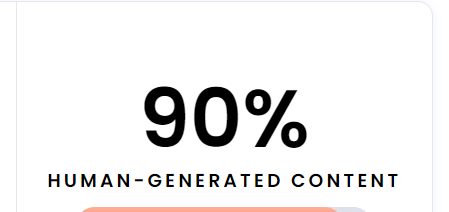 90%
HUMAN-GENERATED CONTENT